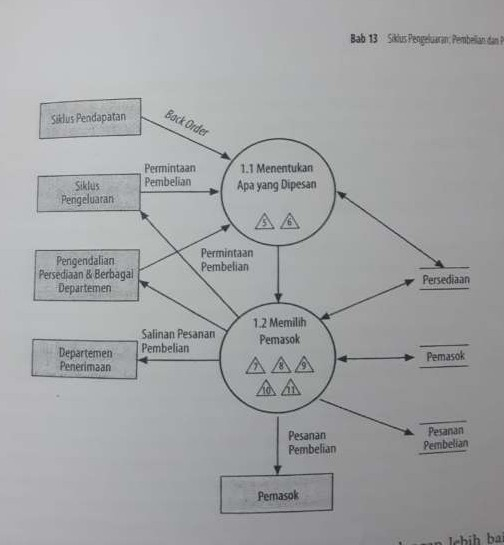 Bab 13 Siklus Pengeluaran: Pembelian dan P
Siklus Pendapatan
Back Order
1.1 Menentukan
Apa yang Dipesan
5 6
Permintaan
Pembelian
Siklus
Pengeluaran
Permintaan
Pembelian
Pengendalian
Persediaan & Berbagai
Departemen
Persediaan
1.2 Memilih
Pemasok
7 8 9
10 11
Salinan Pesanan
Pembelian
Departemen
Penerimaan
Pemasok
Pesanan
Pembelian
Pesanan
Pembelian
Pemasok
lebih bai